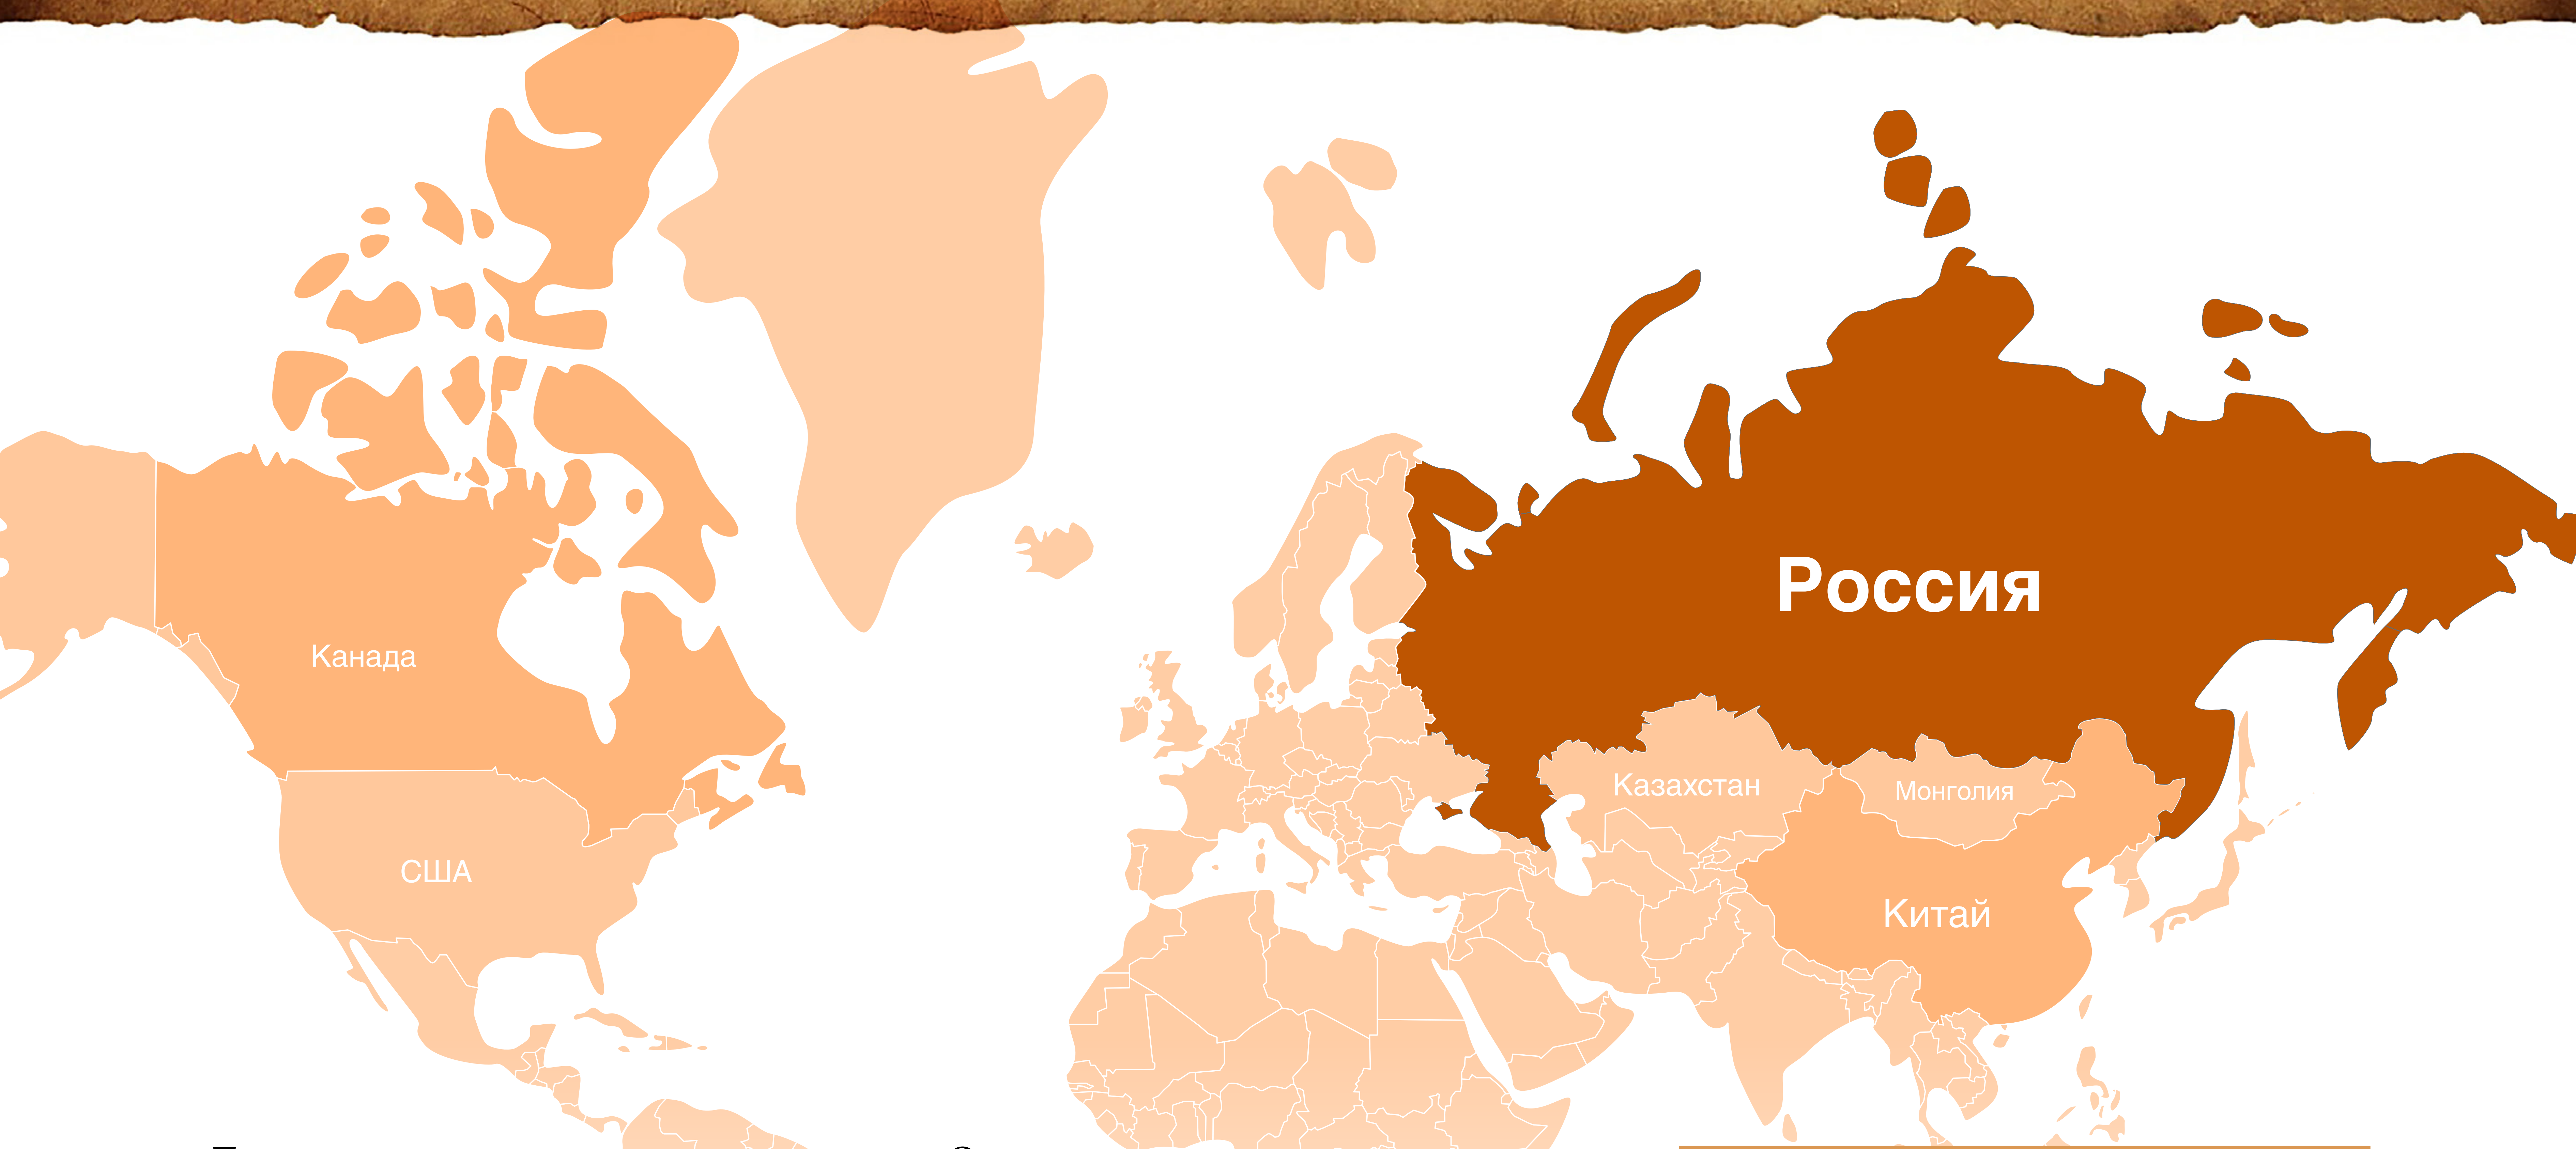 Россия
Канада
Казахстан
Монголия
США
Китай